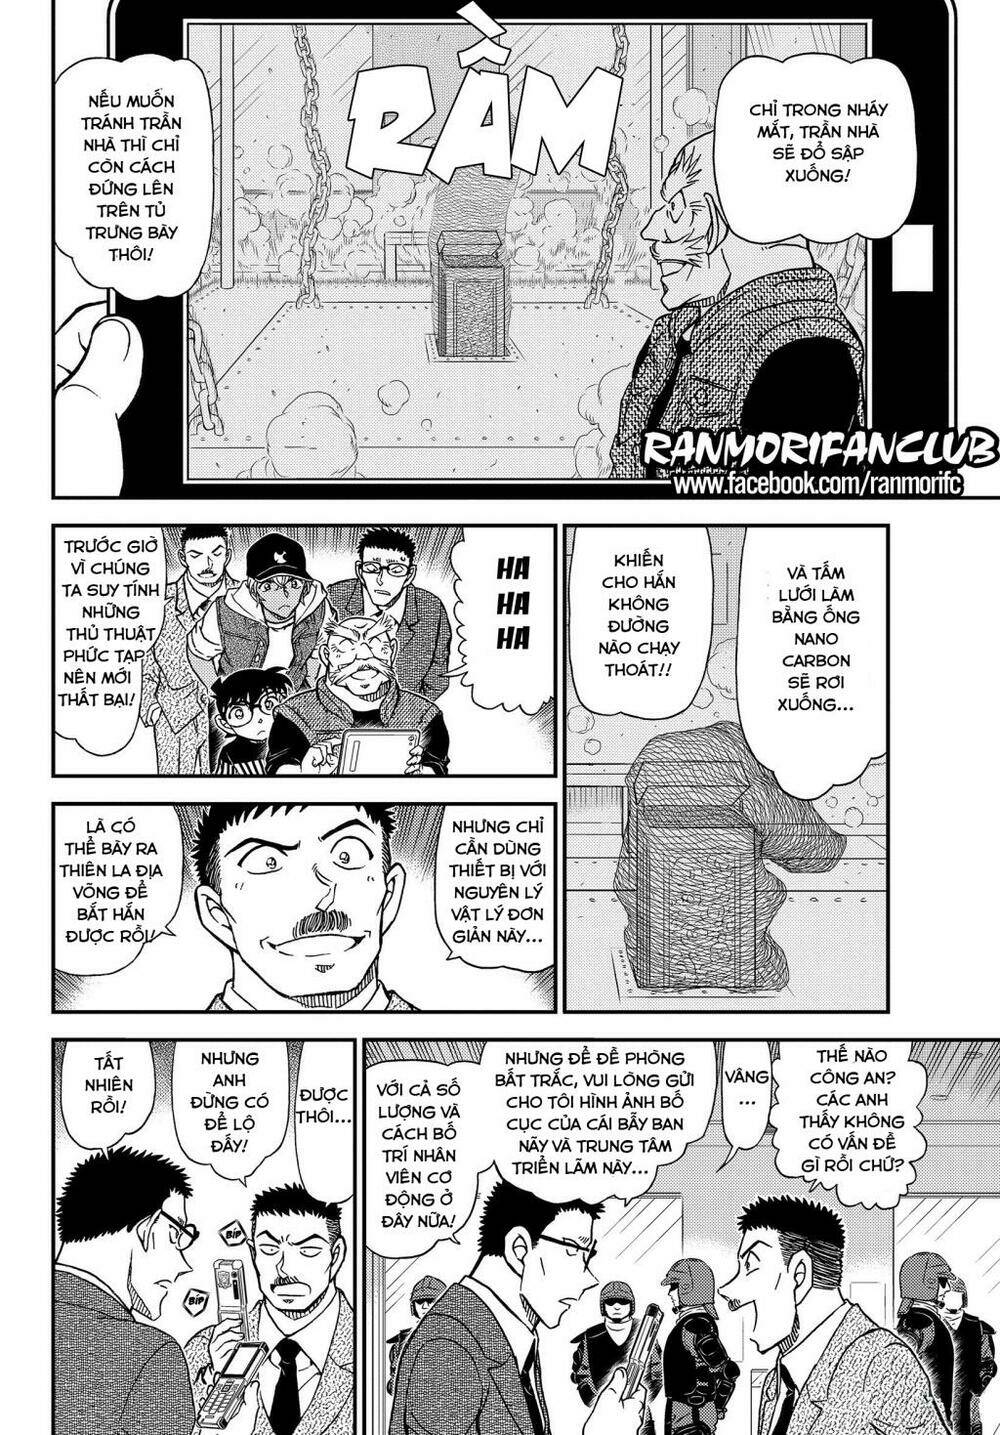 CHỈ TRONG NHÁY
MẮT, TRẦN NHÀ
SẼ ĐỔ SẬP
XUỐNG!
RẦM
NẾU MUỐN
TRÁNH TRẦN
NHÀ THÌ CHỈ
CÒN CÁCH
ĐỨNG LÊN
TRÊN TỦ
TRƯNG BÀY
THÔI!
RANMORIFANCLUB
www.facebook.com/ranmorifc
VÀ TẤM
LƯỚI LÀM
BẰNG ỐNG
NANO
CARBON
SẼ RƠI
XUỐNG...
KHIẾN
CHO HẮN
KHÔNG
ĐƯỜNG
NÀO CHẠY
THOÁT!!
HA
HA
HA
TRƯỚC GIỜ
VÌ CHÚNG
TA SUY TÍNH
NHỮNG
THỦ THUẬT
PHỨC TẠP
NÊN MỚI
THẤT BẠI!
NHƯNG CHỈ
CẦN DÙNG
THIẾT BỊ VỚI
NGUYÊN LÝ
VẬT LÝ ĐƠN
GIẢN NÀY...
LÀ CÓ
THỂ BÀY RA
THIÊN LA ĐỊA
VÕNG ĐỂ
BẮT HẮN
ĐƯỢC RỒI!
THẾ NÀO
CÔNG AN?
CÁC ANH
THẤY KHÔNG
CÓ VẤN ĐỀ
GÌ RỒI CHỨ?
VÂNG
...
NHƯNG ĐỂ ĐỀ PHÒNG
BẤT TRẮC, VUI LÒNG GỬI
CHO TÔI HÌNH ẢNH BỐ
CỤC CỦA CÁI BẪY BAN
NÃY VÀ TRUNG TÂM
TRIỂN LÃM NÀY...
VỚI CẢ SỐ
LƯỢNG VÀ
CÁCH BỐ
TRÍ NHÂN
VIÊN CƠ
ĐỘNG Ở
ĐÂY NỮA!
ĐƯỢC
THÔI...
NHƯNG
ANH
ĐỪNG CÓ
ĐỂ LỘ
ĐẤY!
BÍP
BÍP
TẤT
NHIÊN
RỒI!